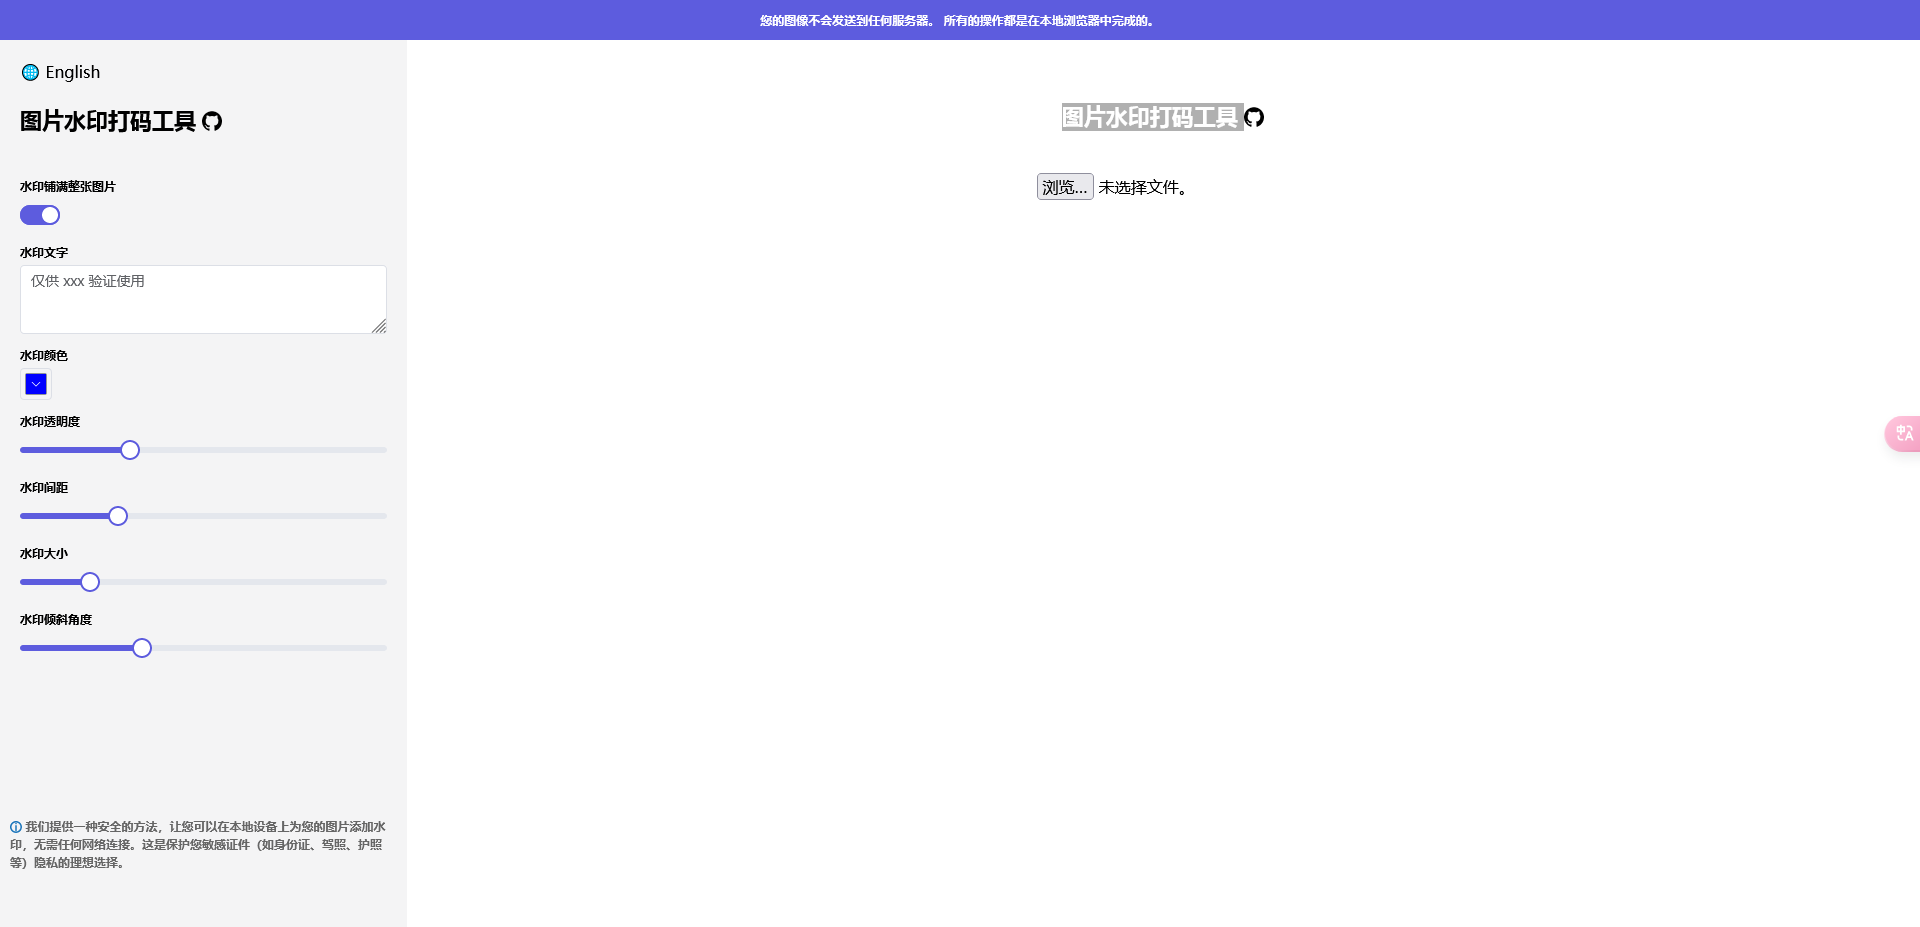 您的图像不会发送到任何服务器。 所有的操作都是在本地浏览器中完成的。
English
图片水印打码工具
水印铺满整张图片
水印文字
仅供 xxx 验证使用
水印颜色
水印透明度
水印间距
水印大小
水印倾斜角度
我们提供一种安全的方法，让您可以在本地设备上为您的图片添加水
印，无需任何网络连接。这是保护您敏感证件（如身份证、驾照、护照
等）隐私的理想选择。
图片水印打码工具
浏览... 未选择文件。